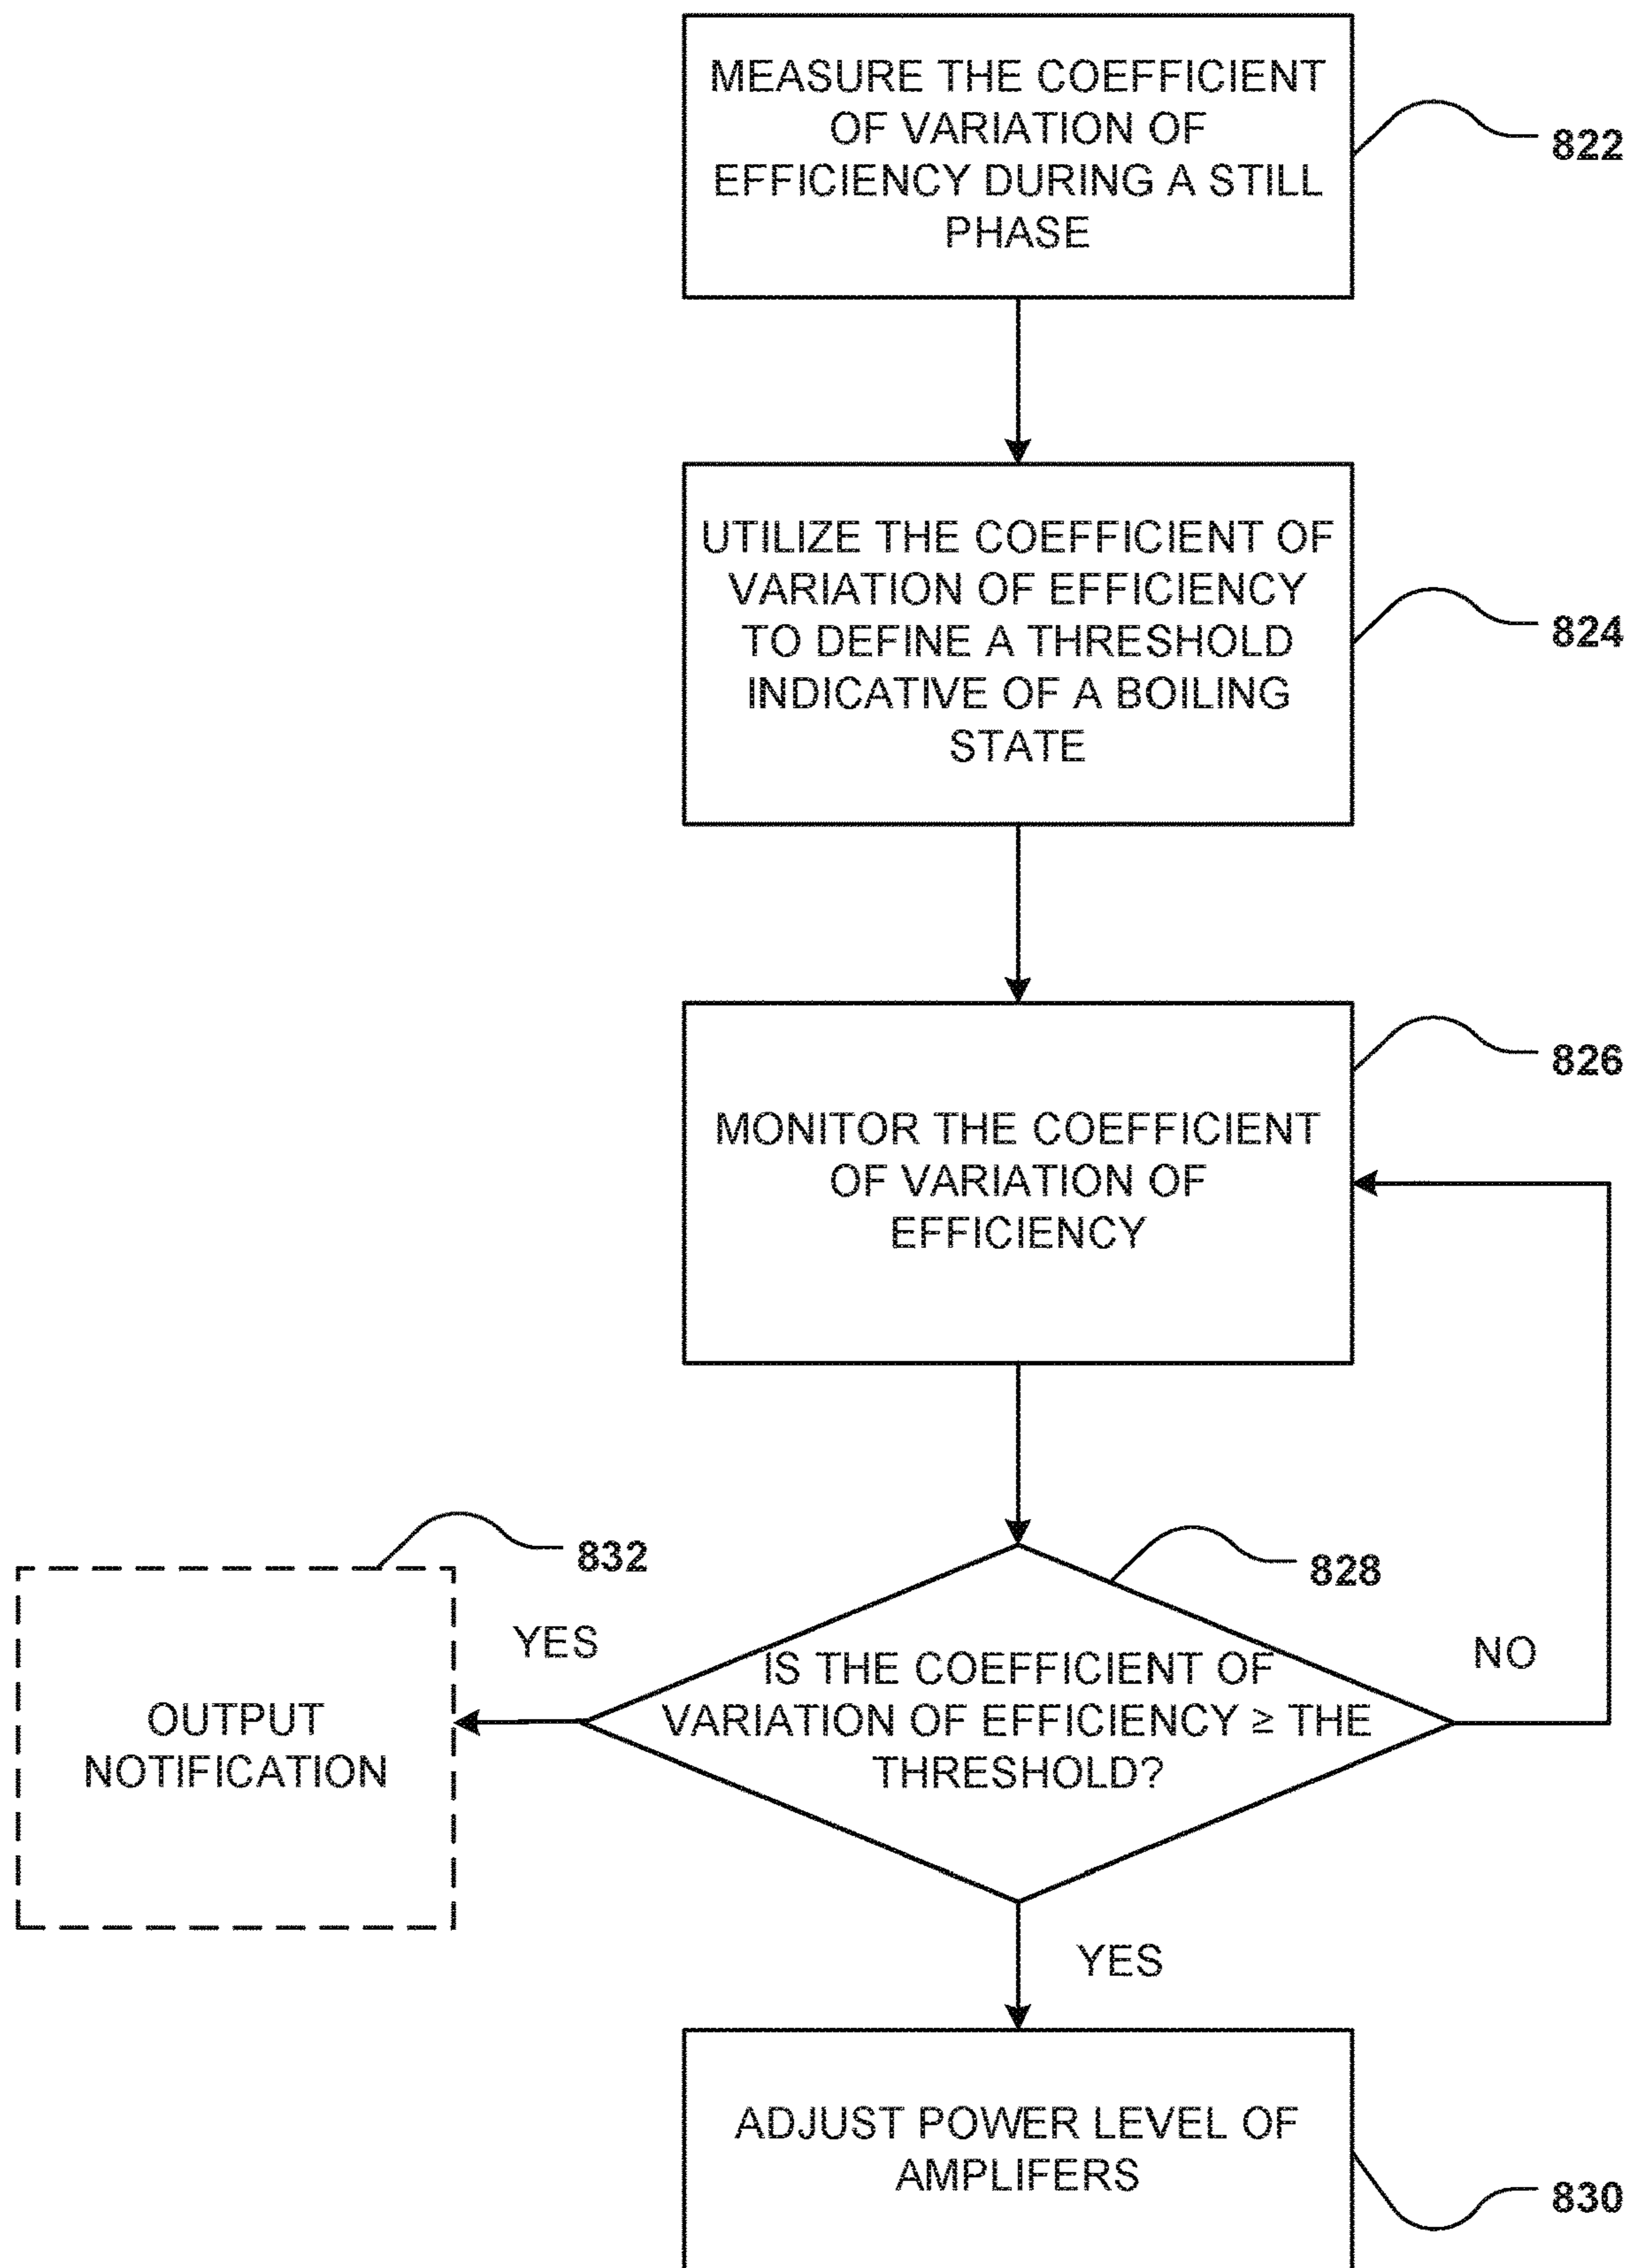 MEASURE THE COEFFICIENT
OF VARIATION OF
EFFICIENCY DURING A STILL
PHASE
822
UTILIZE THE COEFFICIENT OF
VARIATION OF EFFICIENCY
TO DEFINE A THRESHOLD
INDICATIVE OF A BOILING
STATE
824
826
MONITOR THE COEFFICIENT
OF VARIATION OF
EFFICIENCY
832
828
YES
NO
IS THE COEFFICIENT OF
VARIATION OF EFFICIENCY ≥ THE
THRESHOLD?
OUTPUT
NOTIFICATION
YES
ADJUST POWER LEVEL OF
AMPLIFERS
830